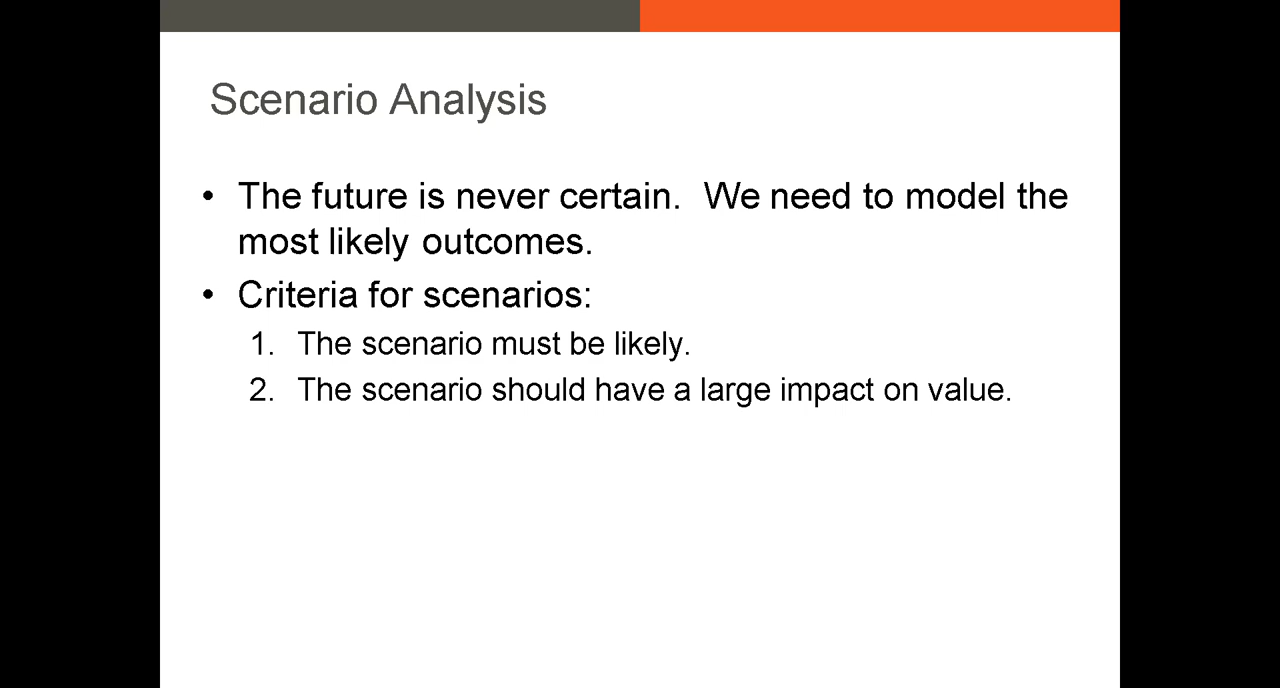 Scenario Analysis
• The future is never certain.  We need to model the
most likely outcomes.
• Criteria for scenarios:
1. The scenario must be likely.
2. The scenario should have a large impact on value.